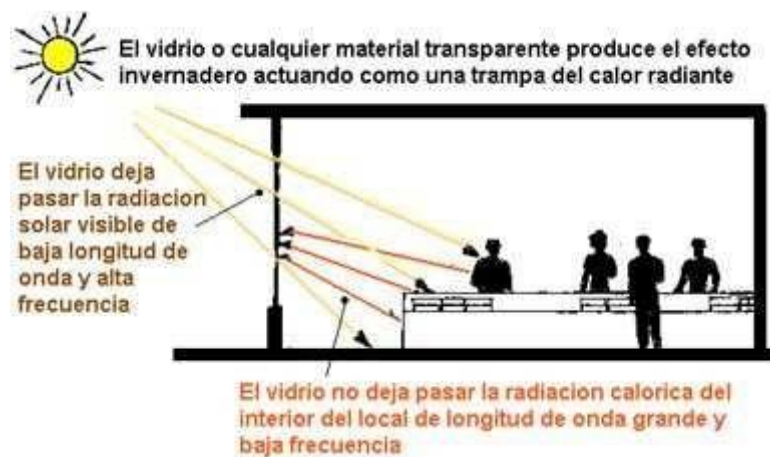 El vidrio o cualquier material transparente produce el efecto
invernadero actuando como una trampa del calor radiante
El vidrio deja
pasar la radiacion
solar visible de
baja longitud de
onda y alta
frecuencia
El vidrio no deja pasar la radiacion calorica del
interior del local de longitud de onda grande y
baja frecuencia